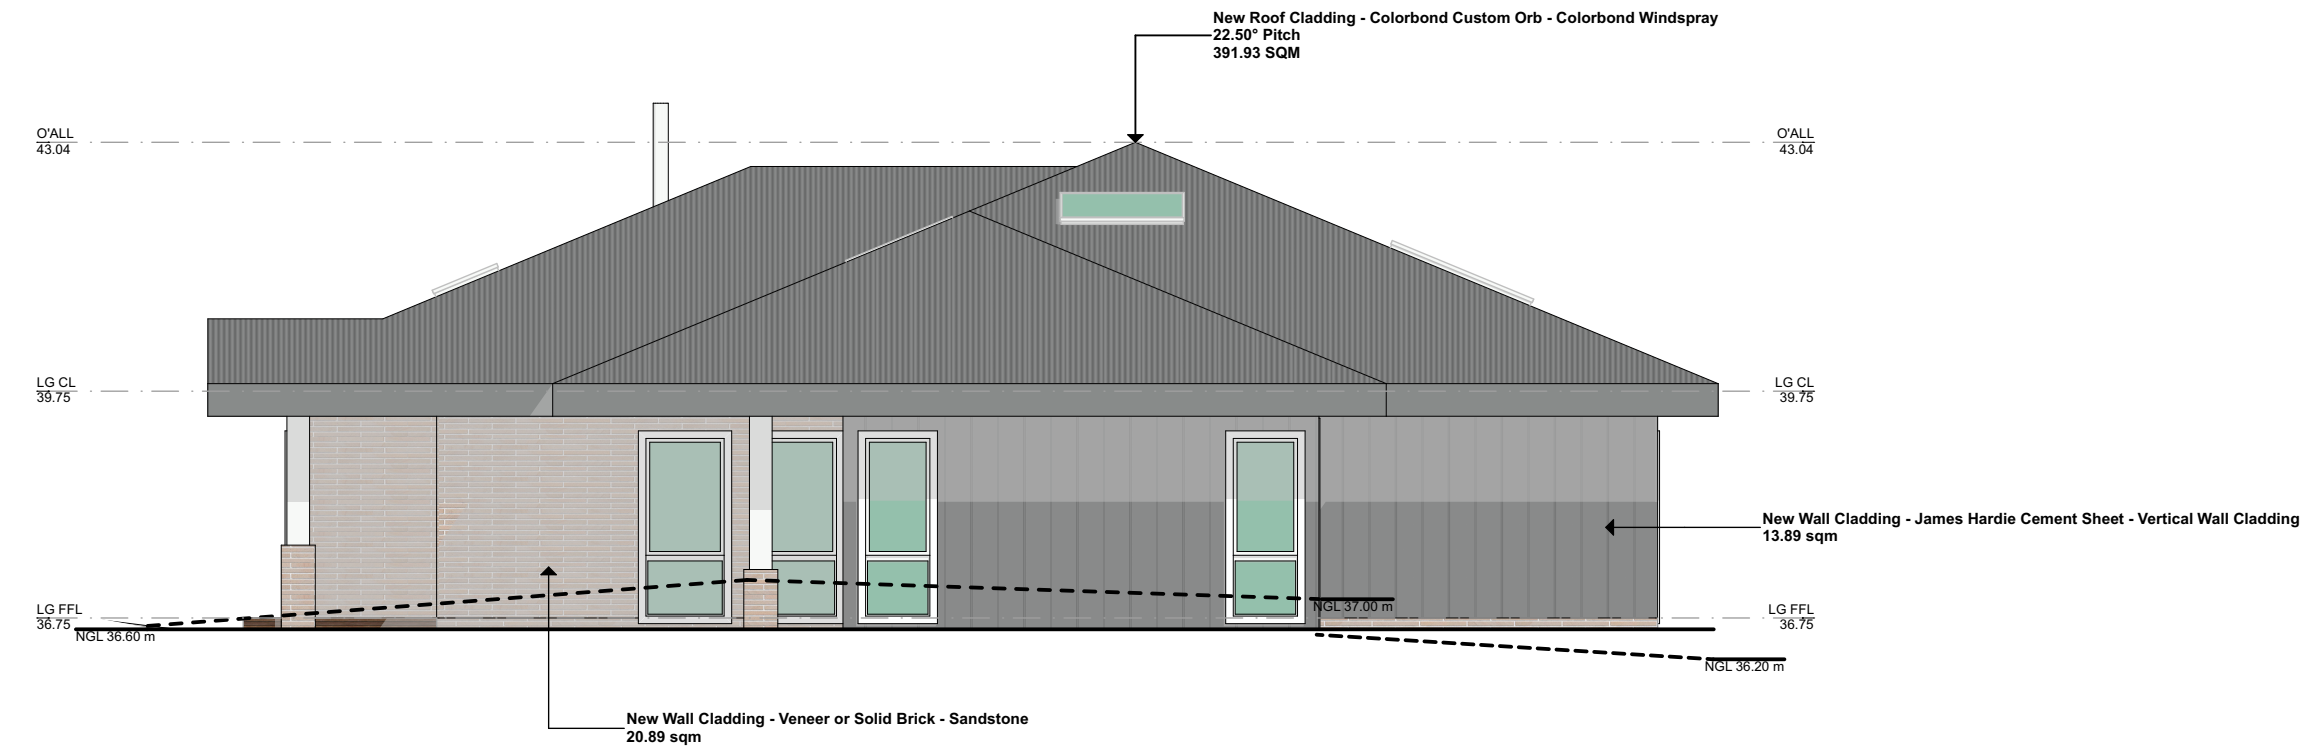 New Roof Cladding - Colorbond Custom Orb - Colorbond Windspray
22.50° Pitch
391.93 SQM
O'ALL
43.04
O'ALL
43.04
LG CL
39.75
LG CL
39.75
New Wall Cladding - James Hardie Cement Sheet - Vertical Wall Cladding
13.89 sqm
LG FFL
36.75
NGL 36.60 m
NGL 37.00 m
LG FFL
36.75
NGL 36.20 m
New Wall Cladding - Veneer or Solid Brick - Sandstone
20.89 sqm